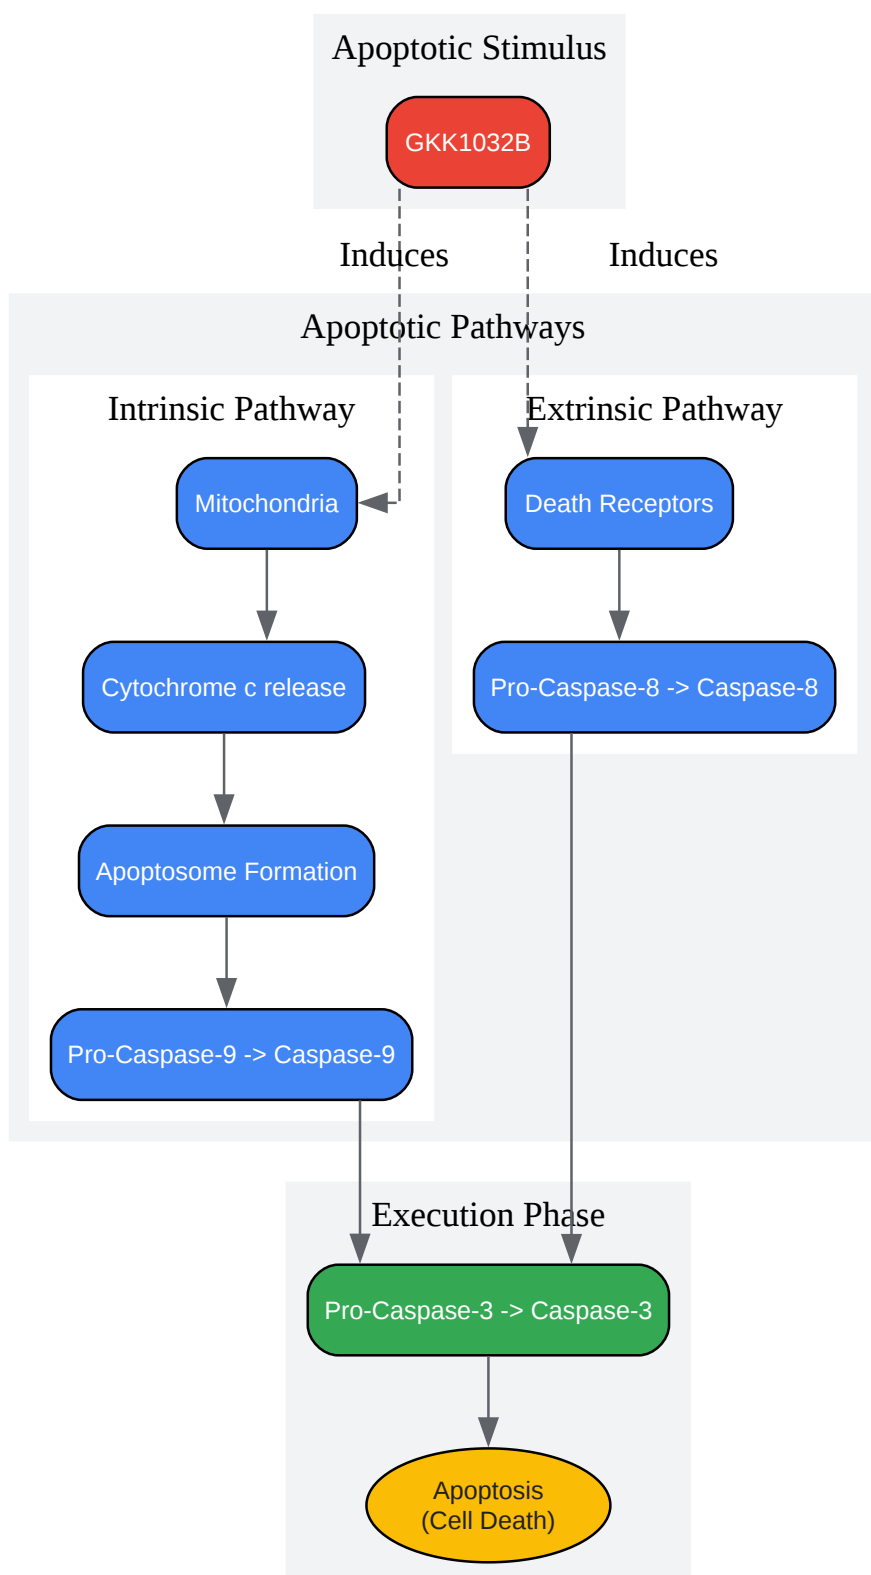 Apoptotic Stimulus
GKK1032B
Induces
Induces
Apoptotic Pathways
Intrinsic Pathway
Extrinsic Pathway
Mitochondria
Death Receptors
Cytochrome c release
Pro-Caspase-8 -> Caspase-8
Apoptosome Formation
Pro-Caspase-9 -> Caspase-9
Execution Phase
Pro-Caspase-3 -> Caspase-3
Apoptosis
(Cell Death)